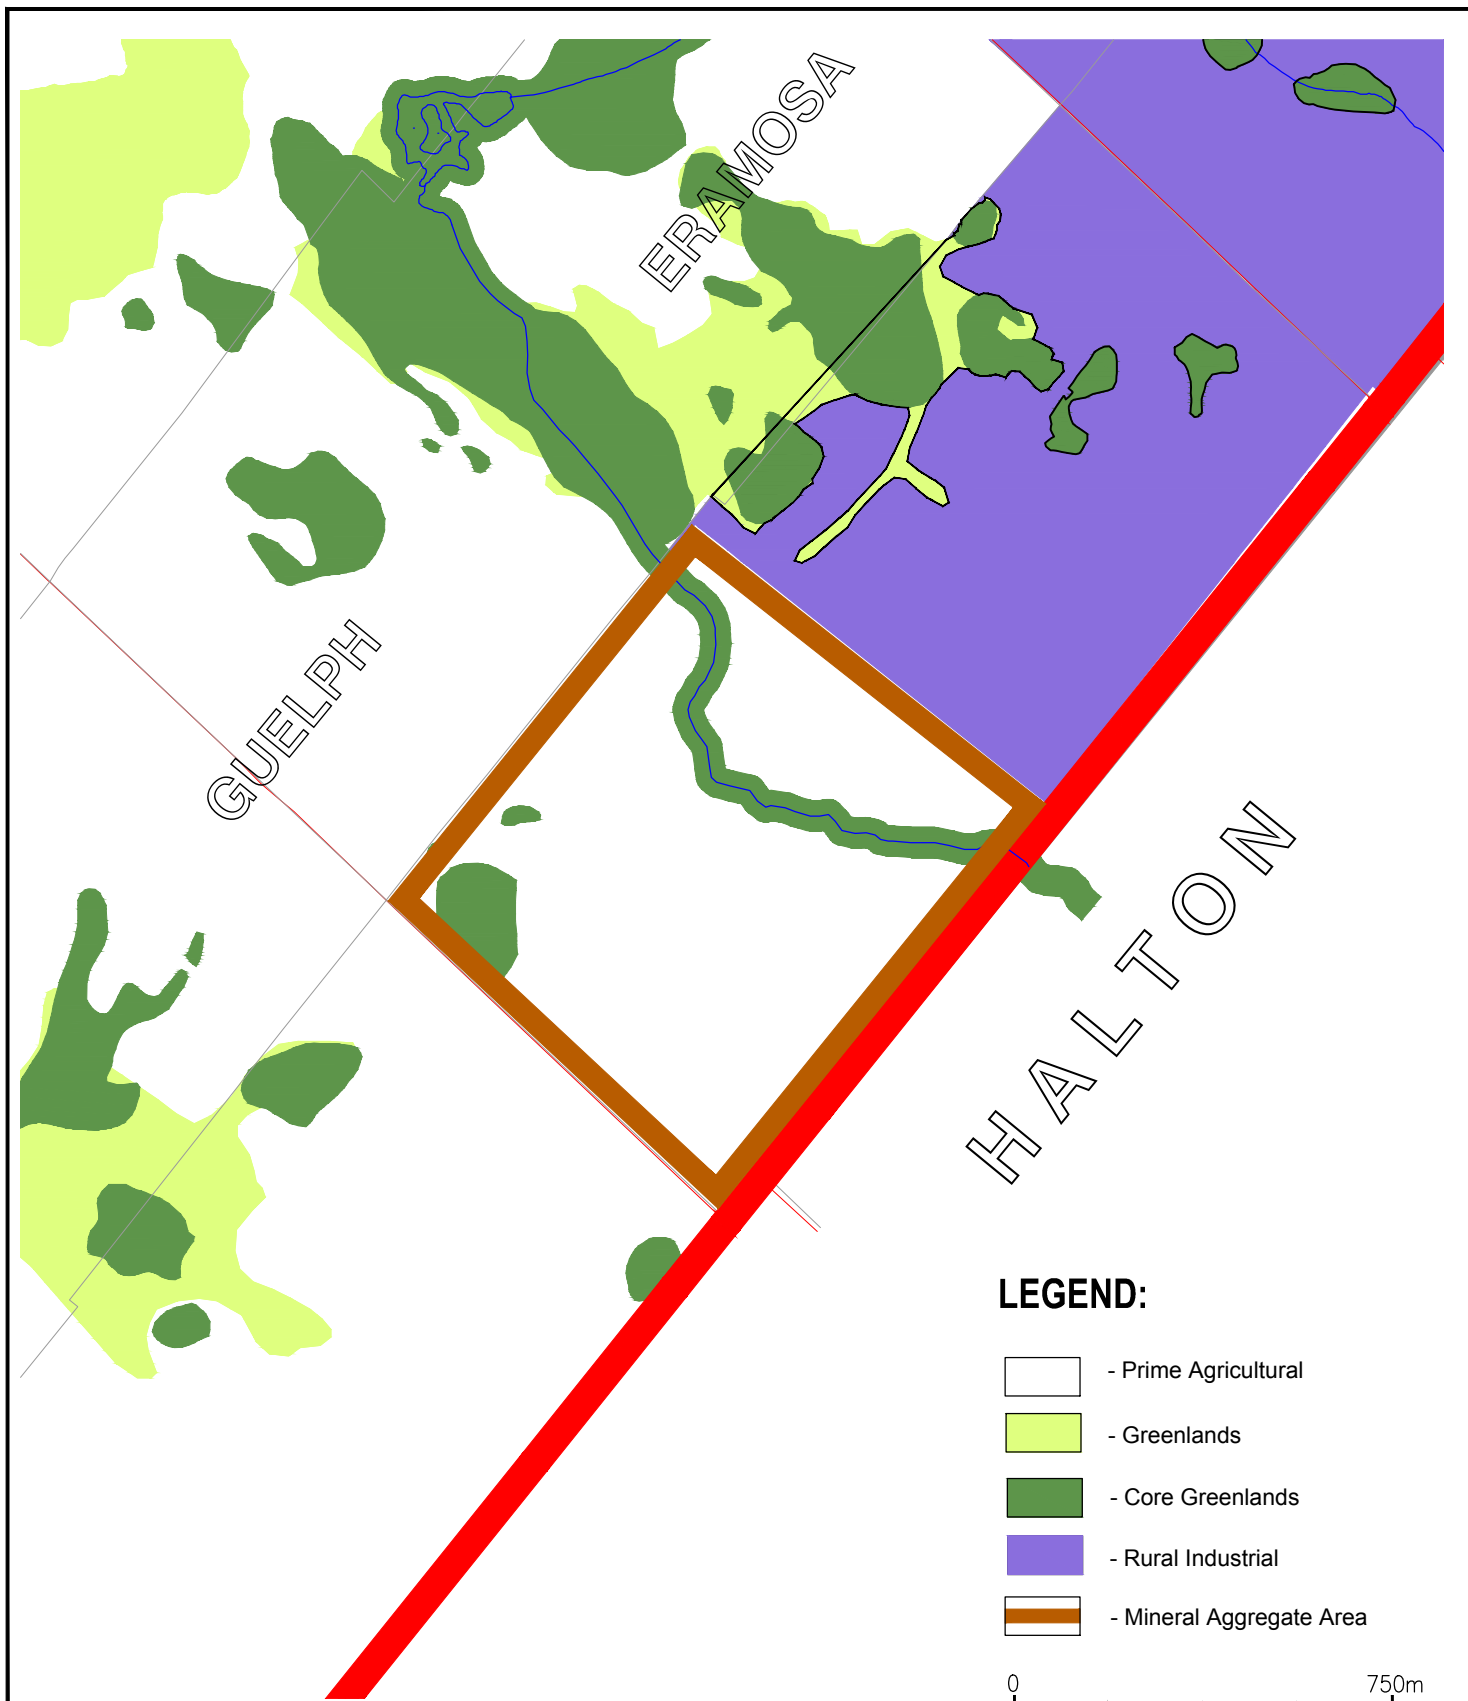 ERAMOSA
GUELPH
HALTON
LEGEND:
- Prime Agricultural
- Greenlands
- Core Greenlands
- Rural Industrial
- Mineral Aggregate Area
0 750m